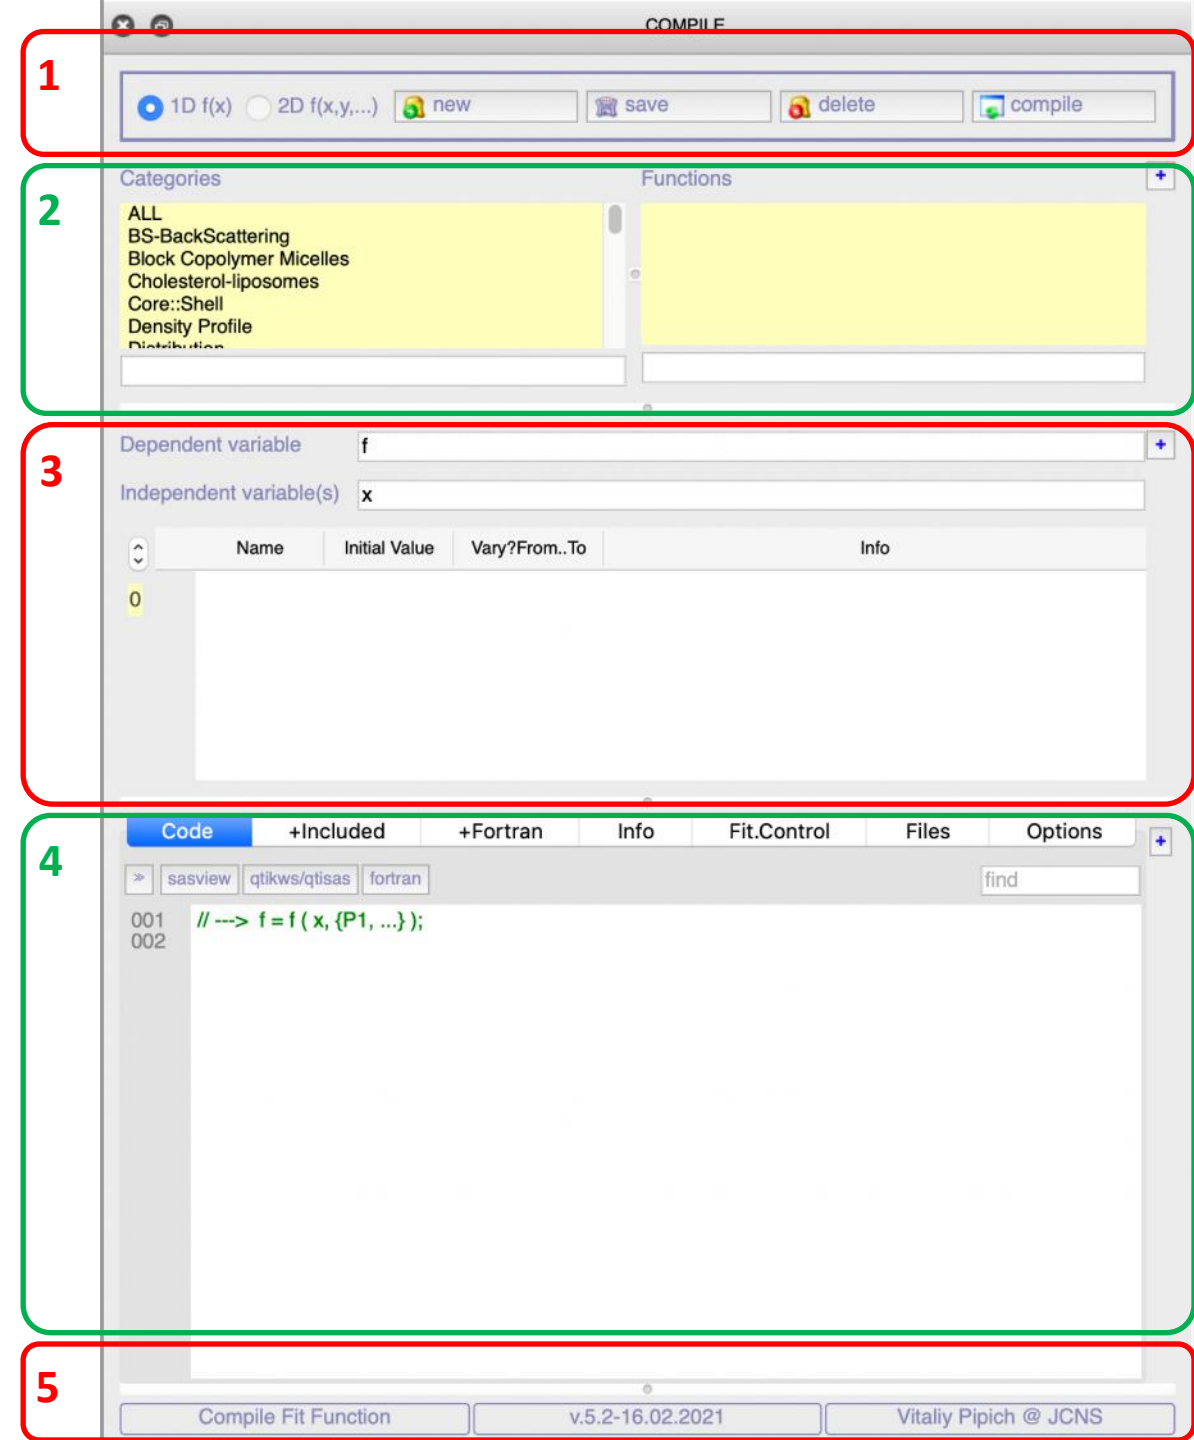 COMPILE
1
1D f(x) 2D f(x,y,...) new save delete compile
2
Categories Functions +
ALL
BS-BackScattering
Block Copolymer Micelles
Cholesterol-liposomes
Core::Shell
Density Profile
Distribution
3
Dependent variable f +
Independent variable(s) x
Name Initial Value Vary?From..To Info
0
4
Code +Included +Fortran Info Fit.Control Files Options
+
» sasview qtikws/qtisas fortran find
001 // ---> f = f ( x, {P1, ...} );
002
5
Compile Fit Function v.5.2-16.02.2021 Vitaliy Pipich @ JCNS